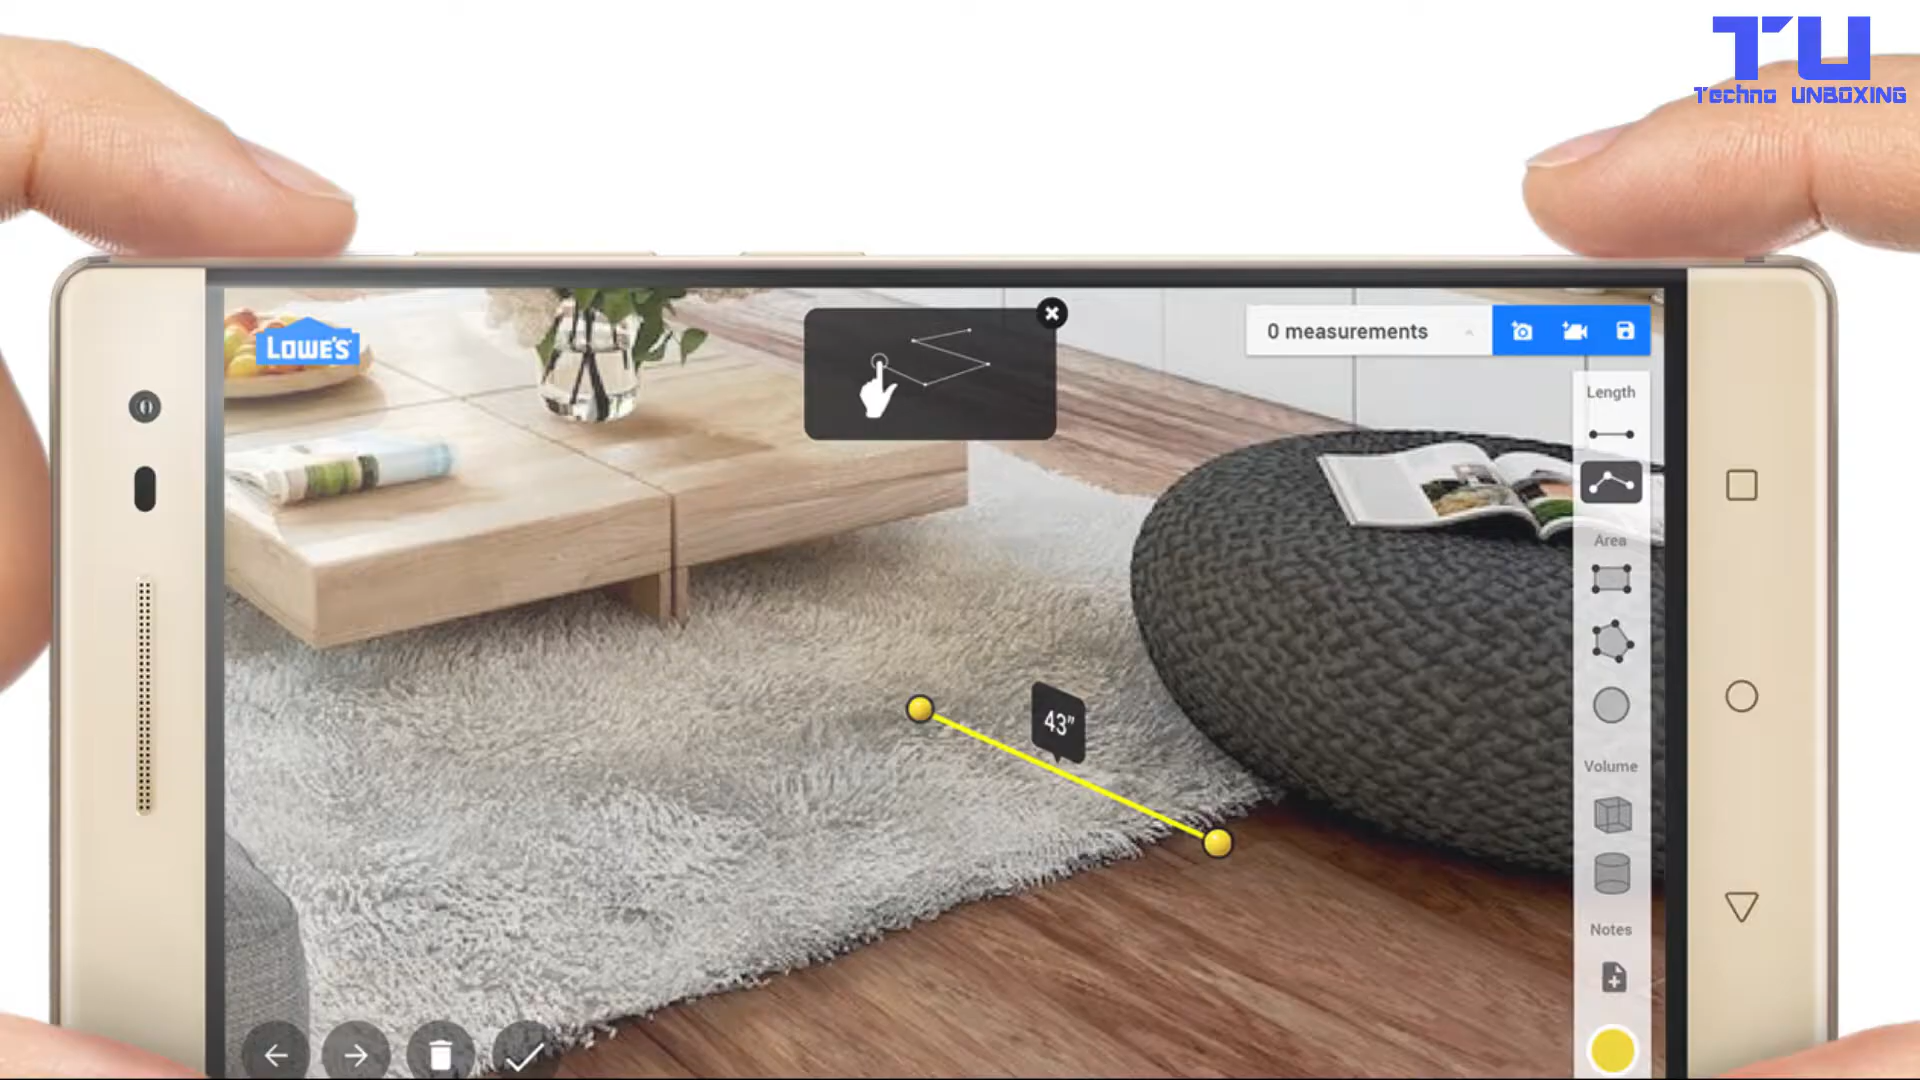 TU
Techno UNBOXING
LOWE'S
0 measurements
Length
Area
43"
Volume
Notes